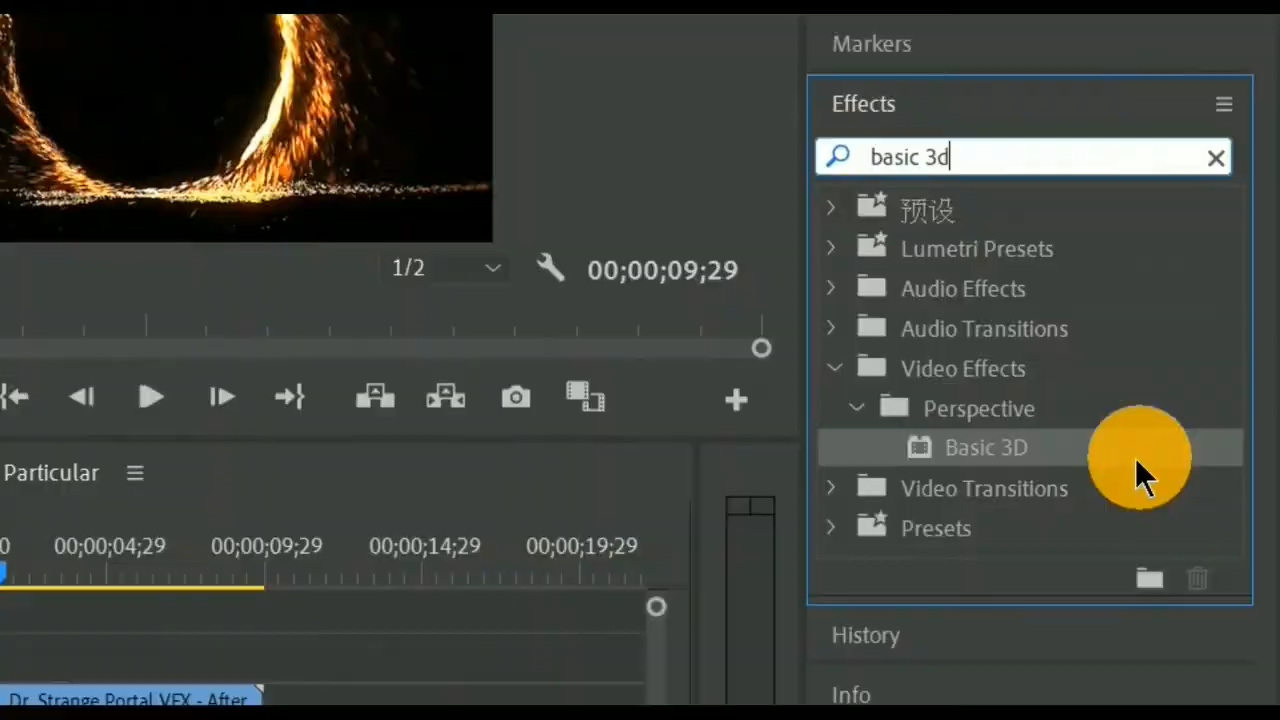 Markers
Effects
basic 3d
预设
Lumetri Presets
Audio Effects
Audio Transitions
Video Effects
Perspective
Basic 3D
Video Transitions
Presets
History
Info
1/2
00;00;09;29
Particular
0 00;00;04;29 00;00;09;29 00;00;14;29 00;00;19;29
Dr. Strange Portal VFX - After